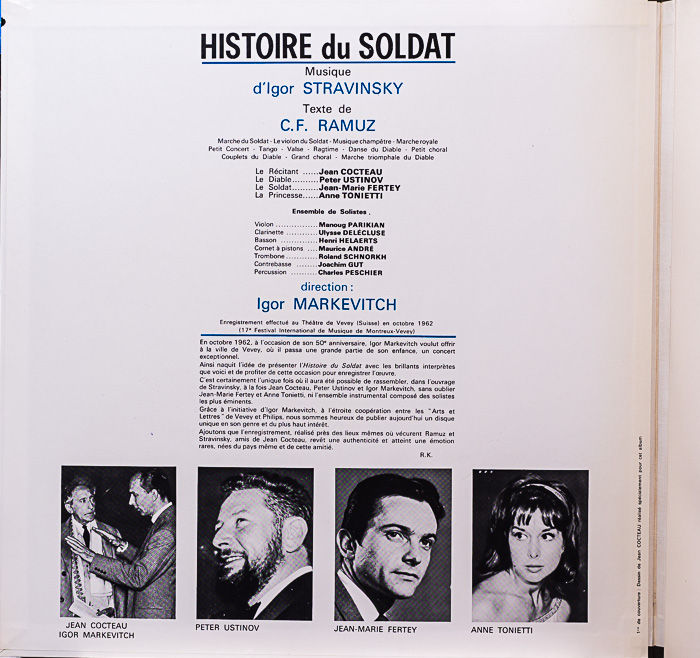 HISTOIRE du SOLDAT
Musique
d'Igor STRAVINSKY
Texte de
C.F. RAMUZ
Marche du Soldat - Le violon du Soldat - Musique champêtre - Marche royale
Petit Concert - Tango - Valse - Ragtime - Danse du Diable - Petit choral
Couplets du Diable - Grand choral - Marche triomphale du Diable
Le Récitant ......Jean COCTEAU
Le Diable..........Peter USTINOV
Le Soldat..........Jean-Marie FERTEY
La Princesse......Anne TONIETTI
Ensemble de Solistes.
Violon ................Manoug PARIKIAN
Clarinette ............Ulysse DELÉCLUSE
Basson ..............Henri HELAERTS
Cornet à pistons ....Maurice ANDRÉ
Trombone............Roland SCHNORKH
Contrebasse ........Joachim GUT
Percussion ..........Charles PESCHIER
direction :
Igor MARKEVITCH
Enregistrement effectué au Théâtre de Vevey (Suisse) en octobre 1962
(17e Festival International de Musique de Montreux-Vevey)
En octobre 1962, à l'occasion de son 50e anniversaire, Igor Markevitch voulut offrir
à la ville de Vevey, où il passa une grande partie de son enfance, un concert
exceptionnel.
Ainsi naquit l'idée de présenter l'Histoire du Soldat avec les brillants interprètes
que voici et de profiter de cette occasion pour enregistrer l'œuvre.
C'est certainement l'unique fois où il aura été possible de rassembler, dans l'ouvrage
de Stravinsky, à la fois Jean Cocteau, Peter Ustinov et Igor Markevitch, sans oublier
Jean-Marie Fertey et Anne Tonietti, ni l'ensemble instrumental composé des solistes
les plus éminents.
Grâce à l'initiative d'Igor Markevitch, à l'étroite coopération entre les "Arts et
Lettres" de Vevey et Philips, nous sommes heureux de publier aujourd'hui un disque
unique en son genre et du plus haut intérêt.
Ajoutons que l'enregistrement, réalisé près des lieux mêmes où vécurent Ramuz et
Stravinsky, amis de Jean Cocteau, revêt une authenticité et atteint une émotion
rares, nées du pays même et de cette amitié.
R.K.
JEAN COCTEAU
IGOR MARKEVITCH
PETER USTINOV
JEAN-MARIE FERTEY
ANNE TONIETTI
1re de couverture : Dessin de Jean COCTEAU réalisé spécialement pour cet album